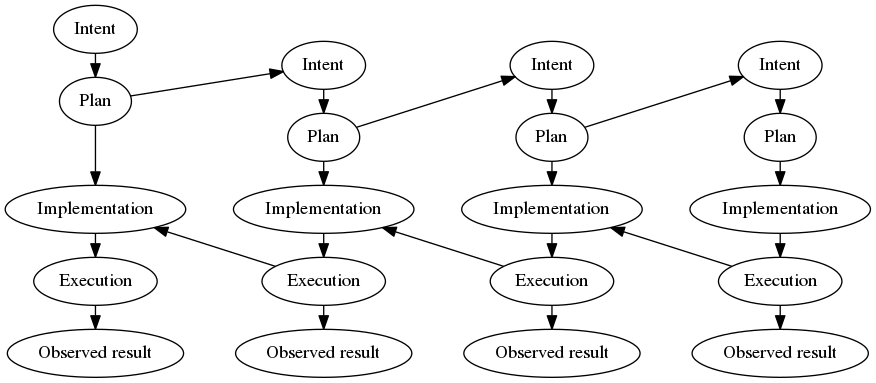 Intent
Plan
Implementation
Execution
Observed result
Intent
Plan
Implementation
Execution
Observed result
Intent
Plan
Implementation
Execution
Observed result
Intent
Plan
Implementation
Execution
Observed result